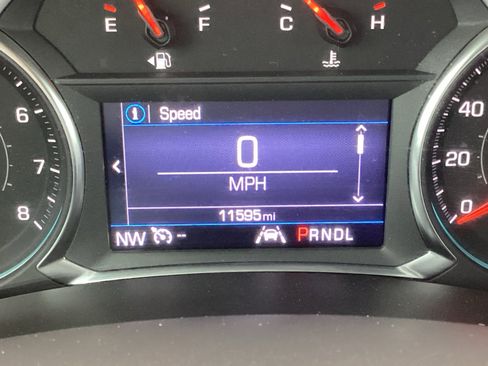 E F C H
Speed
0
MPH
11595mi
NW -- PRNDL
6
7
8
40
20
0